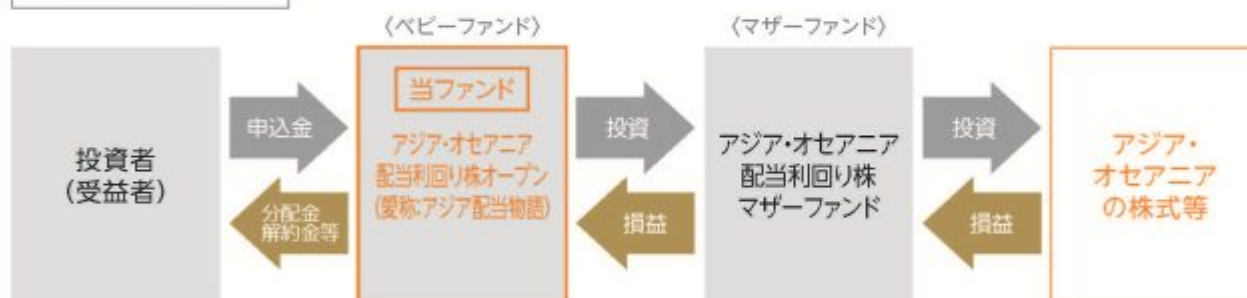 〈ベビーファンド〉
〈マザーファンド〉
投資者
(受益者)
申込金
分配金
解約金等
当ファンド
アジア・オセアニア
配当利回り株オープン
(愛称:アジア配当物語)
投資
損益
アジア・オセアニア
配当利回り株
マザーファンド
投資
損益
アジア・
オセアニア
の株式等